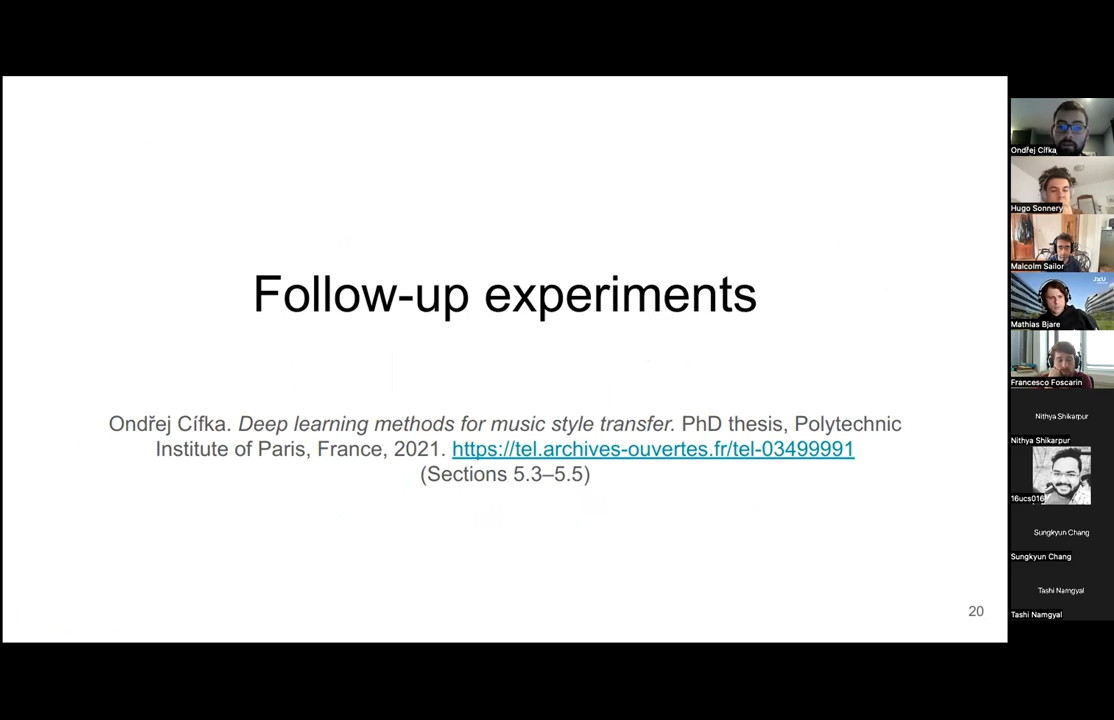 Follow-up experiments
Ondřej Cífka. Deep learning methods for music style transfer. PhD thesis, Polytechnic
Institute of Paris, France, 2021. https://tel.archives-ouvertes.fr/tel-03499991
(Sections 5.3–5.5)
20
Ondřej Cífka
Hugo Sonnery
Malcolm Sailor
JKU
Mathias Bjare
Francesco Foscarin
Nithya Shikarpur
Nithya Shikarpur
16ucs016
Sungkyun Chang
Sungkyun Chang
Tashi Namgyal
Tashi Namgyal